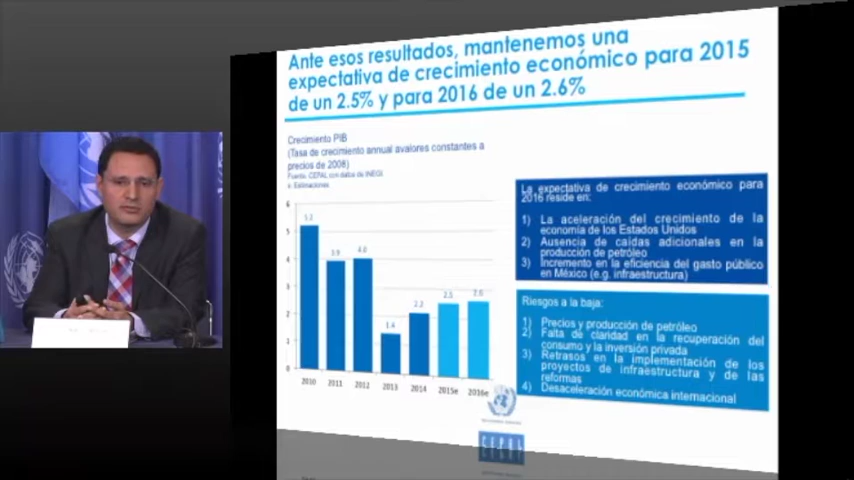 Ante esos resultados, mantenemos una
expectativa de crecimiento económico para 2015
de un 2.5% y para 2016 de un 2.6%
Crecimiento PIB
(Tasa de crecimiento annual avalores constantes a
precios de 2008)
Fuente: CEPAL con datos de INEGI
e: Estimaciones
6
5
4
3
2
1
0
5.2
3.9
4.0
1.4
2.2
2.5
2.6
2010
2011
2012
2013
2014
2015e
2016e
La expectativa de crecimiento económico para
2016 reside en:
1) La aceleración del crecimiento de la
economía de los Estados Unidos
2) Ausencia de caídas adicionales en la
producción de petróleo
3) Incremento en la eficiencia del gasto público
en México (e.g. infraestructura)
Riesgos a la baja:
1) Precios y producción de petróleo
2) Falta de claridad en la recuperación del
consumo y la inversión privada
3) Retrasos en la implementación de los
proyectos de infraestructura y de las
reformas
4) Desaceleración económica internacional
CEPAL